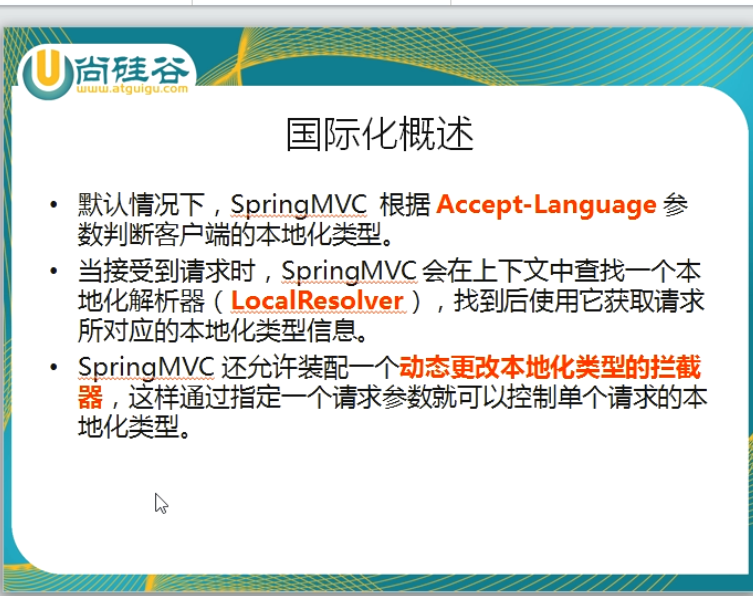 尚硅谷
www.atguigu.com
国际化概述
• 默认情况下，SpringMVC 根据 Accept-Language 参
数判断客户端的本地化类型。
• 当接受到请求时，SpringMVC 会在上下文中查找一个本
地化解析器（LocalResolver），找到后使用它获取请求
所对应的本地化类型信息。
• SpringMVC 还允许装配一个动态更改本地化类型的拦截
器，这样通过指定一个请求参数就可以控制单个请求的本
地化类型。